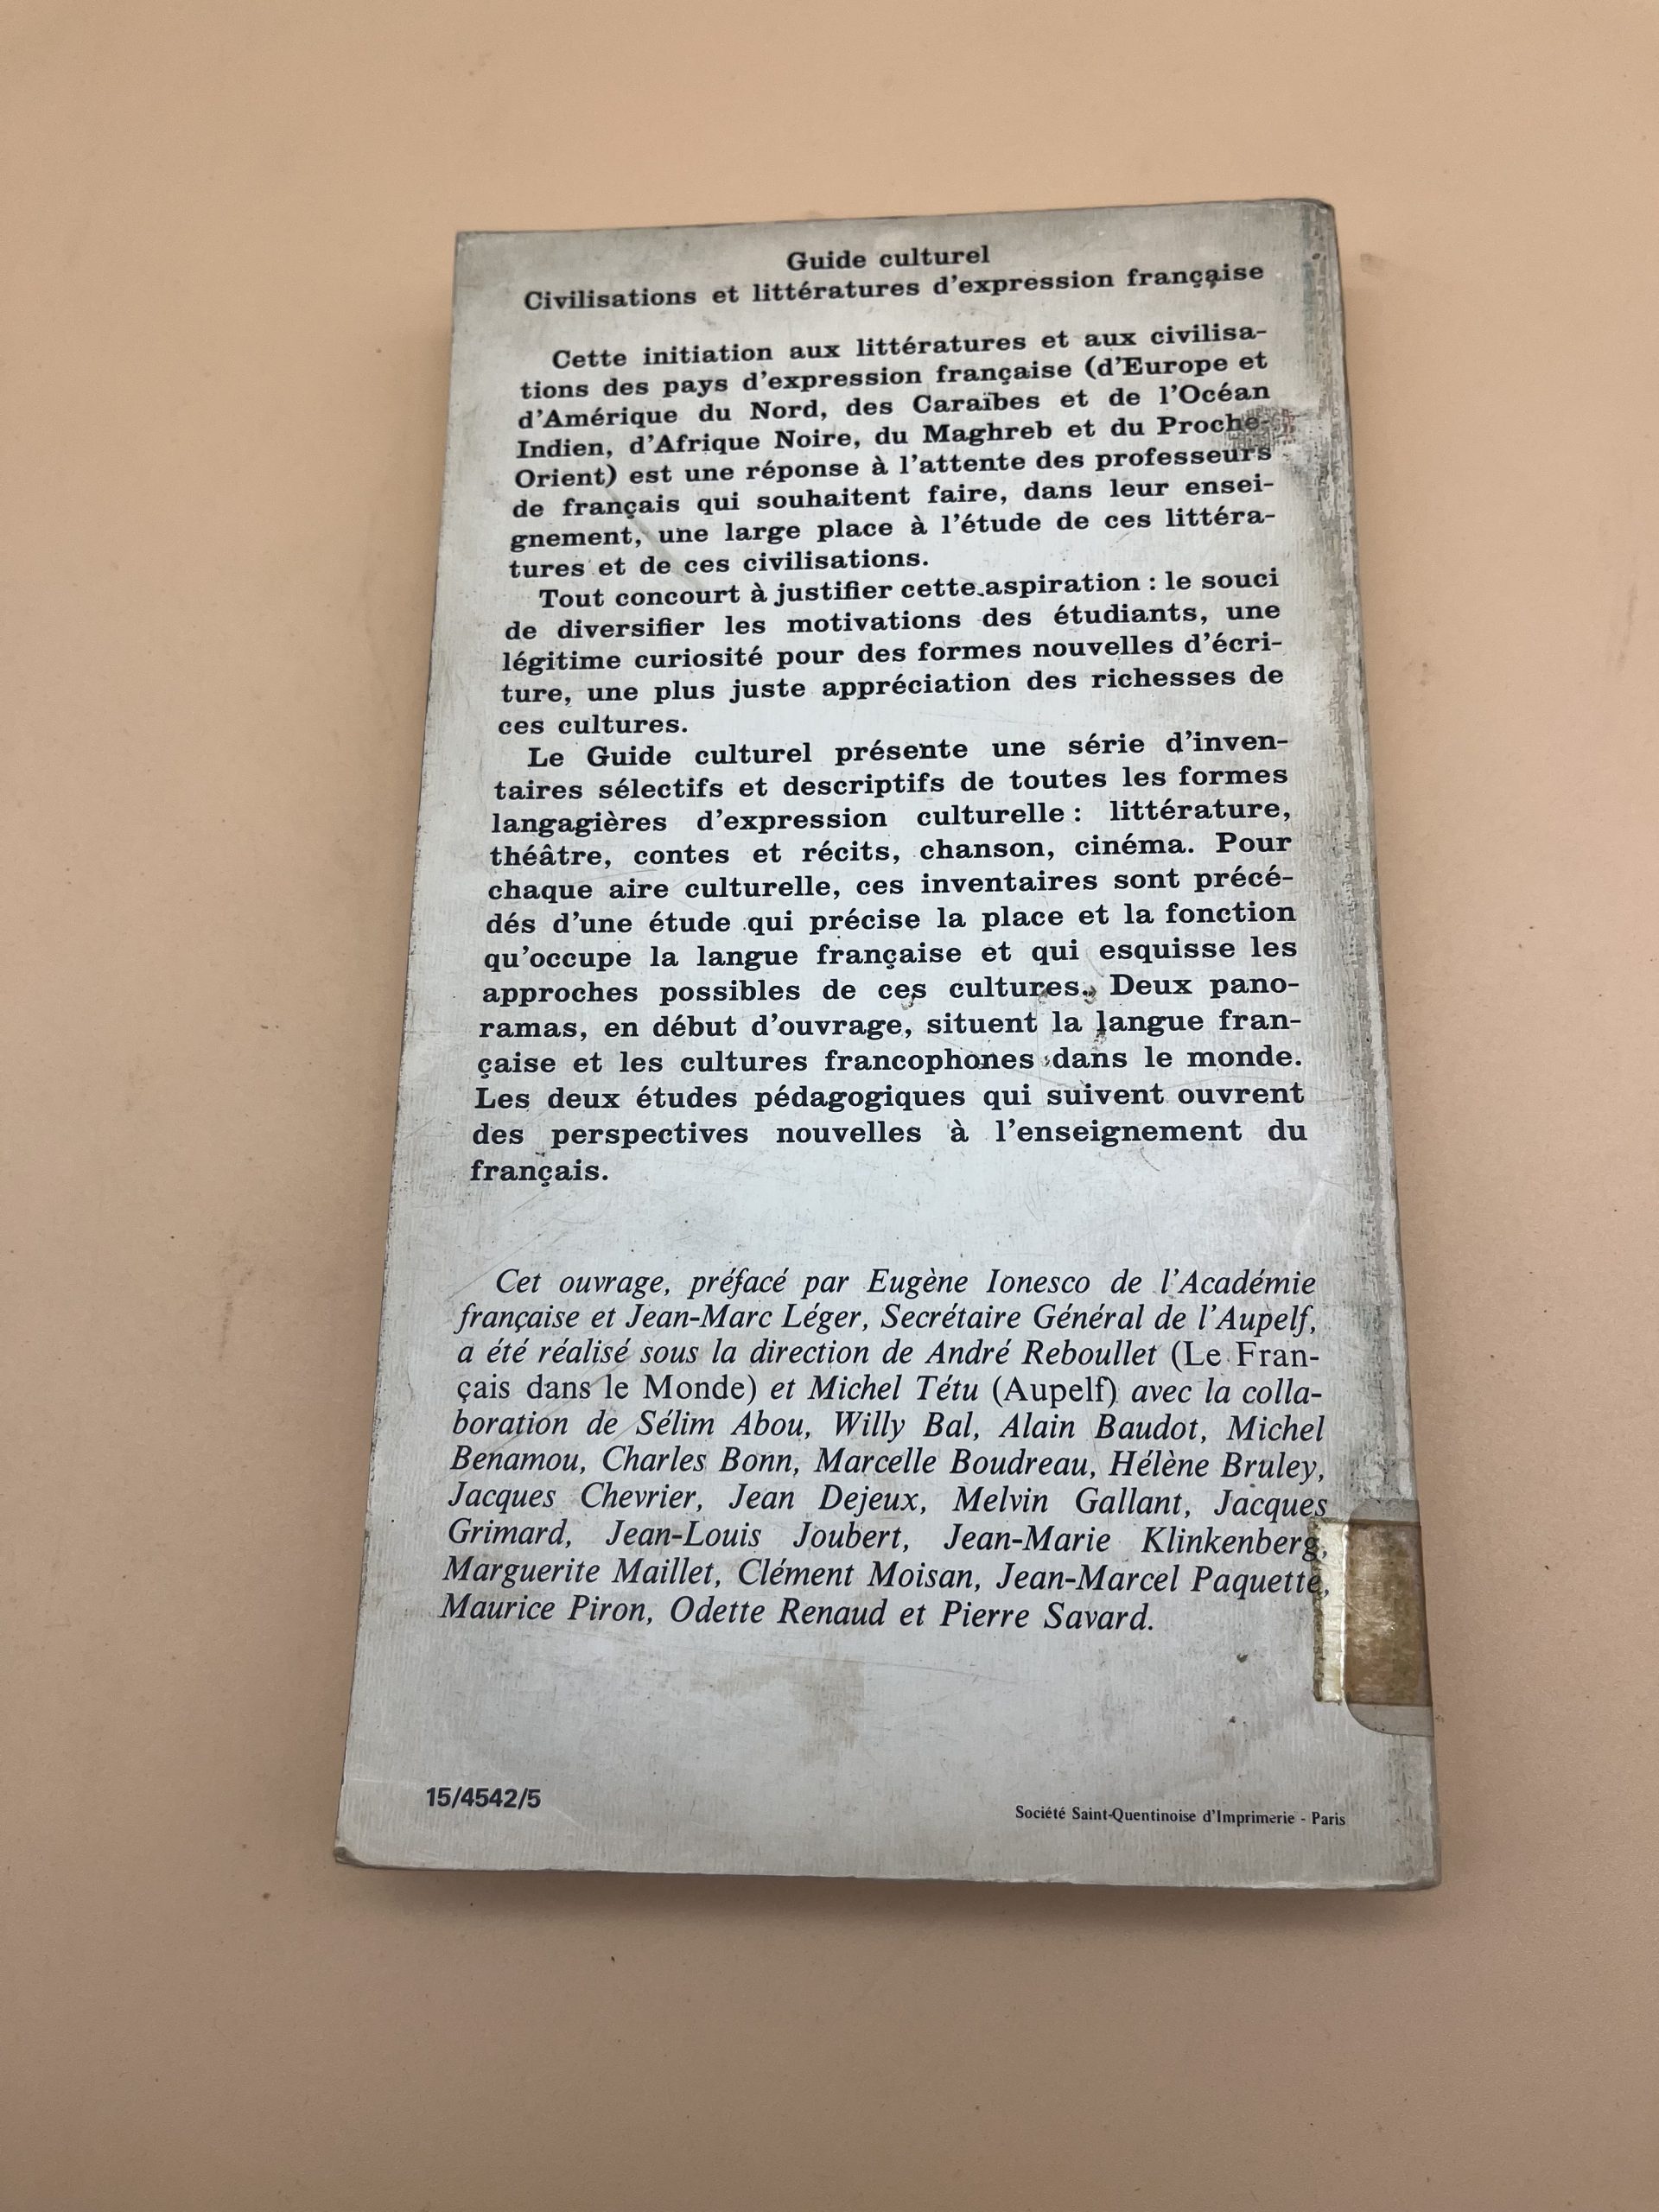 Guide culturel
Civilisations et littératures d'expression française
Cette initiation aux littératures et aux civilisa-
tions des pays d'expression française (d'Europe et
d'Amérique du Nord, des Caraïbes et de l'Océan
Indien, d'Afrique Noire, du Maghreb et du Proche-
Orient) est une réponse à l'attente des professeurs
de français qui souhaitent faire, dans leur ensei-
gnement, une large place à l'étude de ces littéra-
tures et de ces civilisations.
Tout concourt à justifier cette aspiration : le souci
de diversifier les motivations des étudiants, une
légitime curiosité pour des formes nouvelles d'écri-
ture, une plus juste appréciation des richesses de
ces cultures.
Le Guide culturel présente une série d'inven-
taires sélectifs et descriptifs de toutes les formes
langagières d'expression culturelle : littérature,
théâtre, contes et récits, chanson, cinéma. Pour
chaque aire culturelle, ces inventaires sont précé-
dés d'une étude qui précise la place et la fonction
qu'occupe la langue française et qui esquisse les
approches possibles de ces cultures. Deux pano-
ramas, en début d'ouvrage, situent la langue fran-
çaise et les cultures francophones dans le monde.
Les deux études pédagogiques qui suivent ouvrent
des perspectives nouvelles à l'enseignement du
français.
Cet ouvrage, préfacé par Eugène Ionesco de l'Académie
française et Jean-Marc Léger, Secrétaire Général de l'Aupelf,
a été réalisé sous la direction de André Reboullet (Le Fran-
çais dans le Monde) et Michel Tétu (Aupelf) avec la colla-
boration de Sélim Abou, Willy Bal, Alain Baudot, Michel
Benamou, Charles Bonn, Marcelle Boudreau, Hélène Bruley,
Jacques Chevrier, Jean Dejeux, Melvin Gallant, Jacques
Grimard, Jean-Louis Joubert, Jean-Marie Klinkenberg,
Marguerite Maillet, Clément Moisan, Jean-Marcel Paquette,
Maurice Piron, Odette Renaud et Pierre Savard.
15/4542/5
Société Saint-Quentinoise d'Imprimerie - Paris